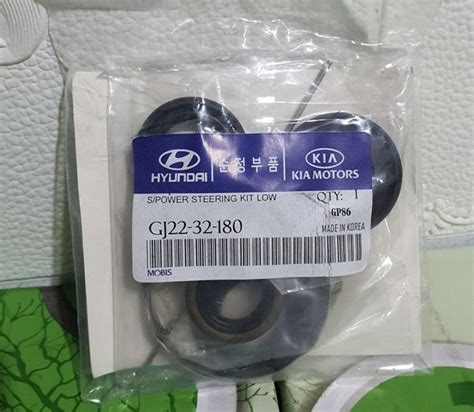 HYUNDAI
순정부품
KIA
KIA MOTORS
S/POWER STEERING KIT LOW
QTY: 1
GJ22-32-180
GP86
MADE IN KOREA
MOBIS